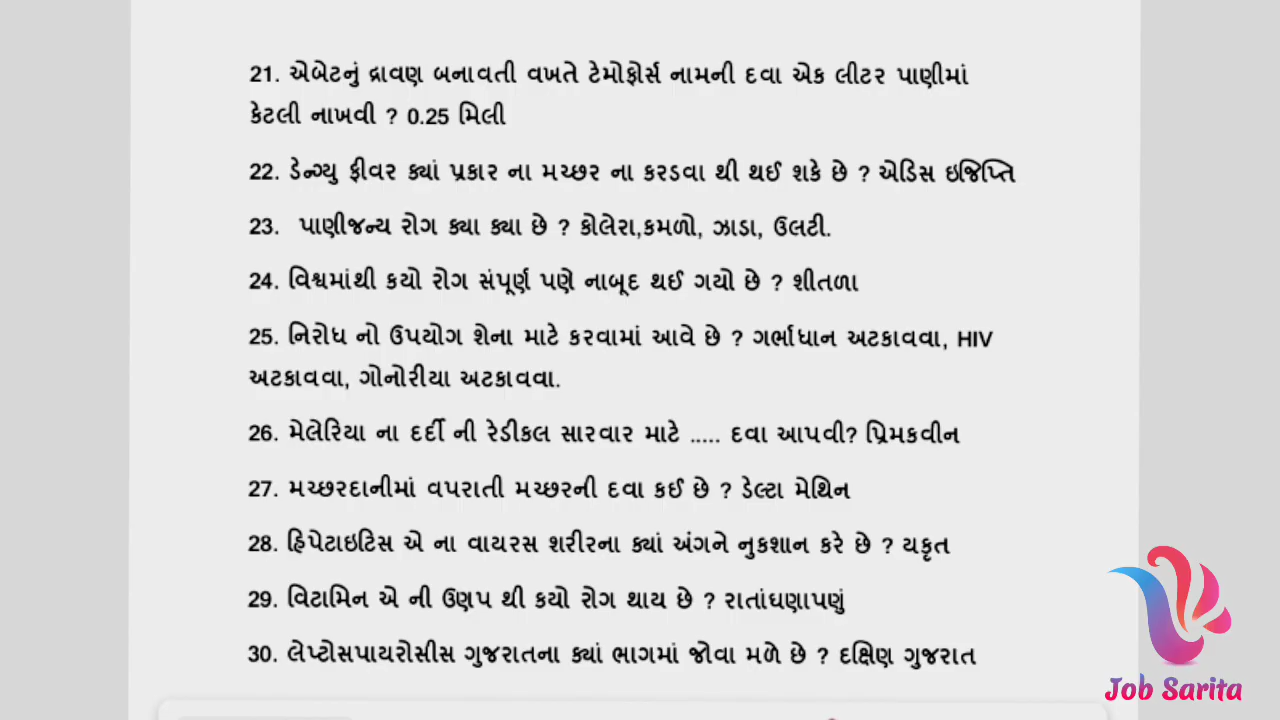 21. એબેટનું દ્રાવણ બનાવતી વખતે ટેમોફોર્સ નામની દવા એક લીટર પાણીમાં
કેટલી નાખવી ? 0.25 મિલી
22. ડેન્ગ્યુ ફીવર ક્યાં પ્રકાર ના મચ્છર ના કરડવા થી થઈ શકે છે ? એડિસ ઇજિપ્તિ
23. પાણીજન્ય રોગ ક્યા ક્યા છે ? કોલેરા,કમળો, ઝાડા, ઉલટી.
24. વિશ્વમાંથી કયો રોગ સંપૂર્ણ પણે નાબૂદ થઈ ગયો છે ? શીતળા
25. નિરોધ નો ઉપયોગ શેના માટે કરવામાં આવે છે ? ગર્ભાધાન અટકાવવા, HIV
અટકાવવા, ગોનોરીયા અટકાવવા.
26. મેલેરિયા ના દર્દી ની રેડીકલ સારવાર માટે ..... દવા આપવી? પ્રિમકવીન
27. મચ્છરદાનીમાં વપરાતી મચ્છરની દવા કઈ છે ? ડેલ્ટા મેથિન
28. હિપેટાઇટિસ એ ના વાયરસ શરીરના ક્યાં અંગને નુકશાન કરે છે ? યકૃત
29. વિટામિન એ ની ઉણપ થી કયો રોગ થાય છે ? રાતાંધણાપણું
30. લેપ્ટોસપાયરોસીસ ગુજરાતના ક્યાં ભાગમાં જોવા મળે છે ? દક્ષિણ ગુજરાત
Job Sarita